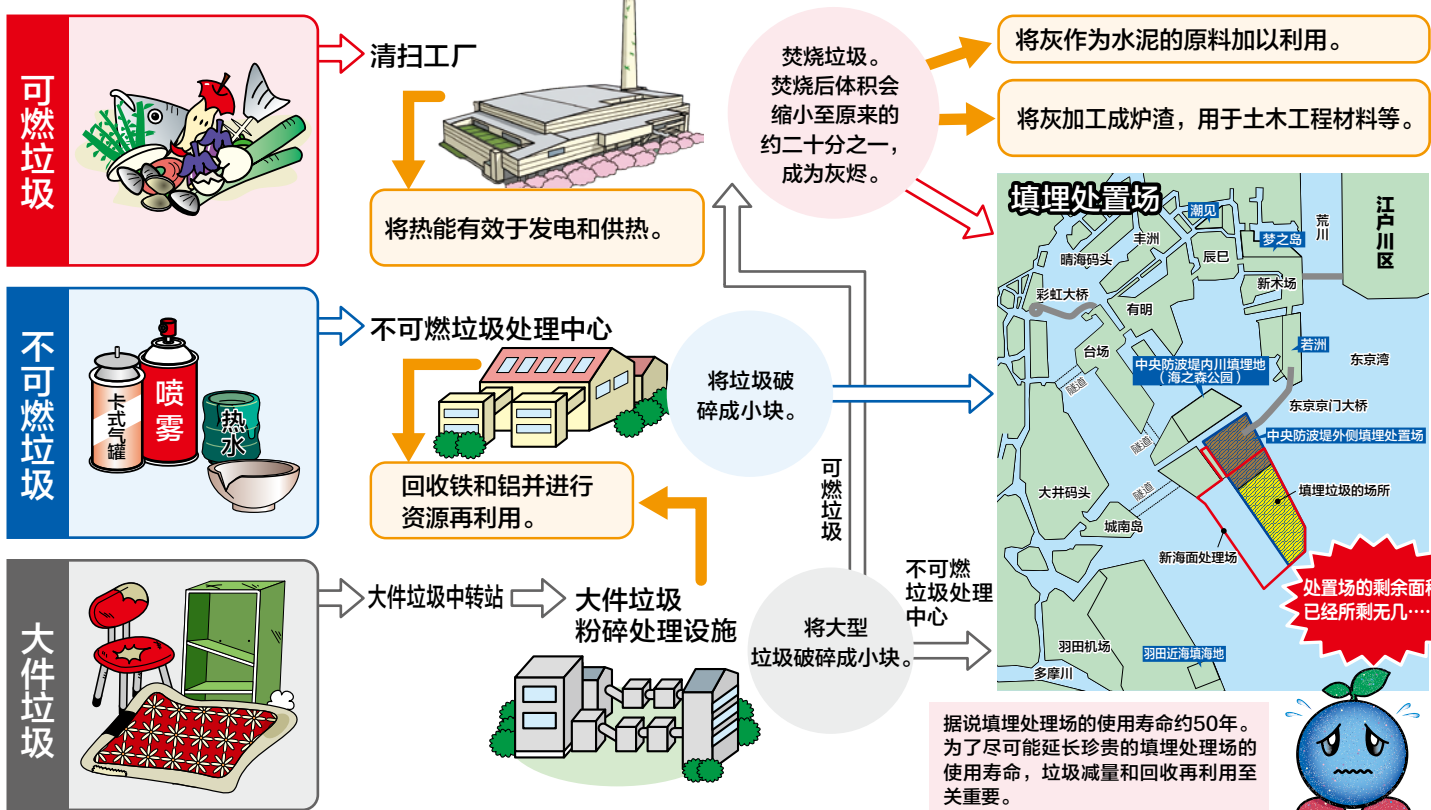 可燃垃圾
清扫工厂
将热能有效于发电和供热。
焚烧垃圾。
焚烧后体积会
缩小至原来的
约二十分之一，
成为灰烬。
将灰作为水泥的原料加以利用。
将灰加工成炉渣，用于土木工程材料等。
不可燃垃圾
卡式气罐
喷雾
热水
不可燃垃圾处理中心
将垃圾破
碎成小块。
回收铁和铝并进行
资源再利用。
可燃垃圾
大件垃圾
大件垃圾中转站
大件垃圾
粉碎处理设施
将大型
垃圾破碎成小块。
不可燃
垃圾处理
中心
填埋处置场
潮见
丰洲
晴海码头
辰巳
梦之岛
荒川
江户川区
新木场
彩虹大桥
有明
台场
若洲
东京湾
中央防波堤内川填埋地
（海之森公园）
隧道
东京京门大桥
中央防波堤外侧填埋处置场
隧道
隧道
大井码头
填埋垃圾的场所
城南岛
新海面处理场
羽田机场
羽田近海填海地
多摩川
处置场的剩余面
已经所剩无几…
据说填埋处理场的使用寿命约50年。
为了尽可能延长珍贵的填埋处理场的
使用寿命，垃圾减量和回收再利用至
关重要。